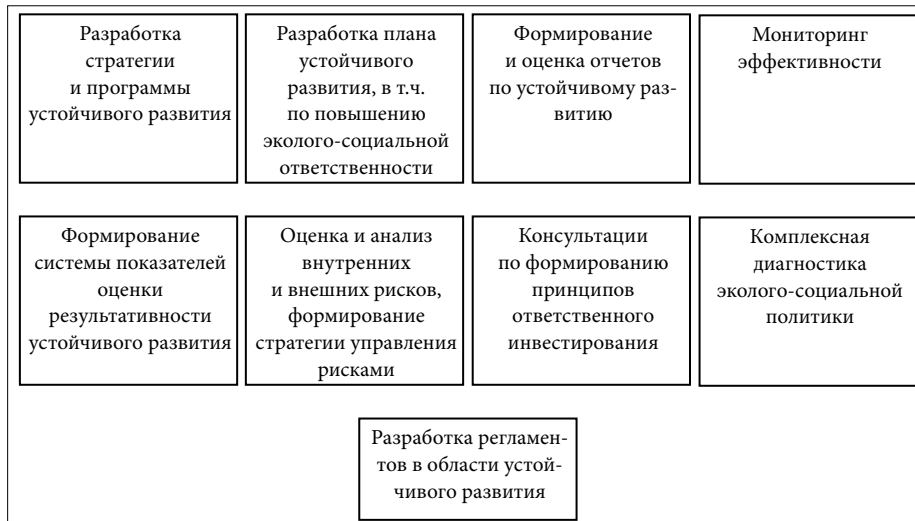 Разработка
стратегии
и программы
устойчивого развития
Разработка плана
устойчивого
развития, в т.ч.
по повышению
эколого-социальной
ответственности
Формирование
и оценка отчетов
по устойчивому раз-
витию
Мониторинг
эффективности
Формирование
системы показателей
оценки
результативности
устойчивого развития
Оценка и анализ
внутренних
и внешних рисков,
формирование
стратегии управления
рисками
Консультации
по формированию
принципов
ответственного
инвестирования
Комплексная
диагностика
эколого-социальной
политики
Разработка регламен-
тов в области устой-
чивого развития